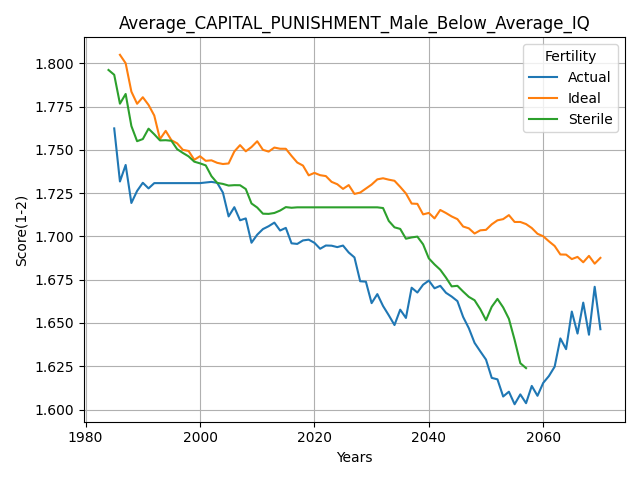 Average_CAPITAL_PUNISHMENT_Male_Below_Average_IQ
Fertility
Actual
Ideal
Sterile
Score(1-2)
1.800
1.775
1.750
1.725
1.700
1.675
1.650
1.625
1.600
1980 2000 2020 2040 2060
Years